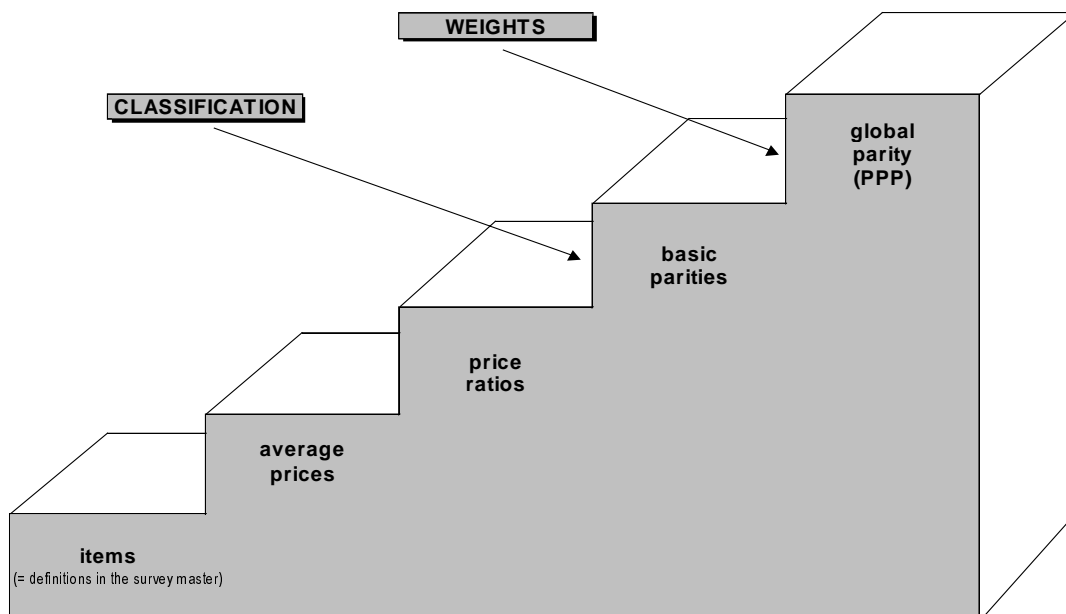 WEIGHTS
CLASSIFICATION
global
parity
(PPP)
basic
parities
price
ratios
average
prices
items
(= definitions in the survey master)